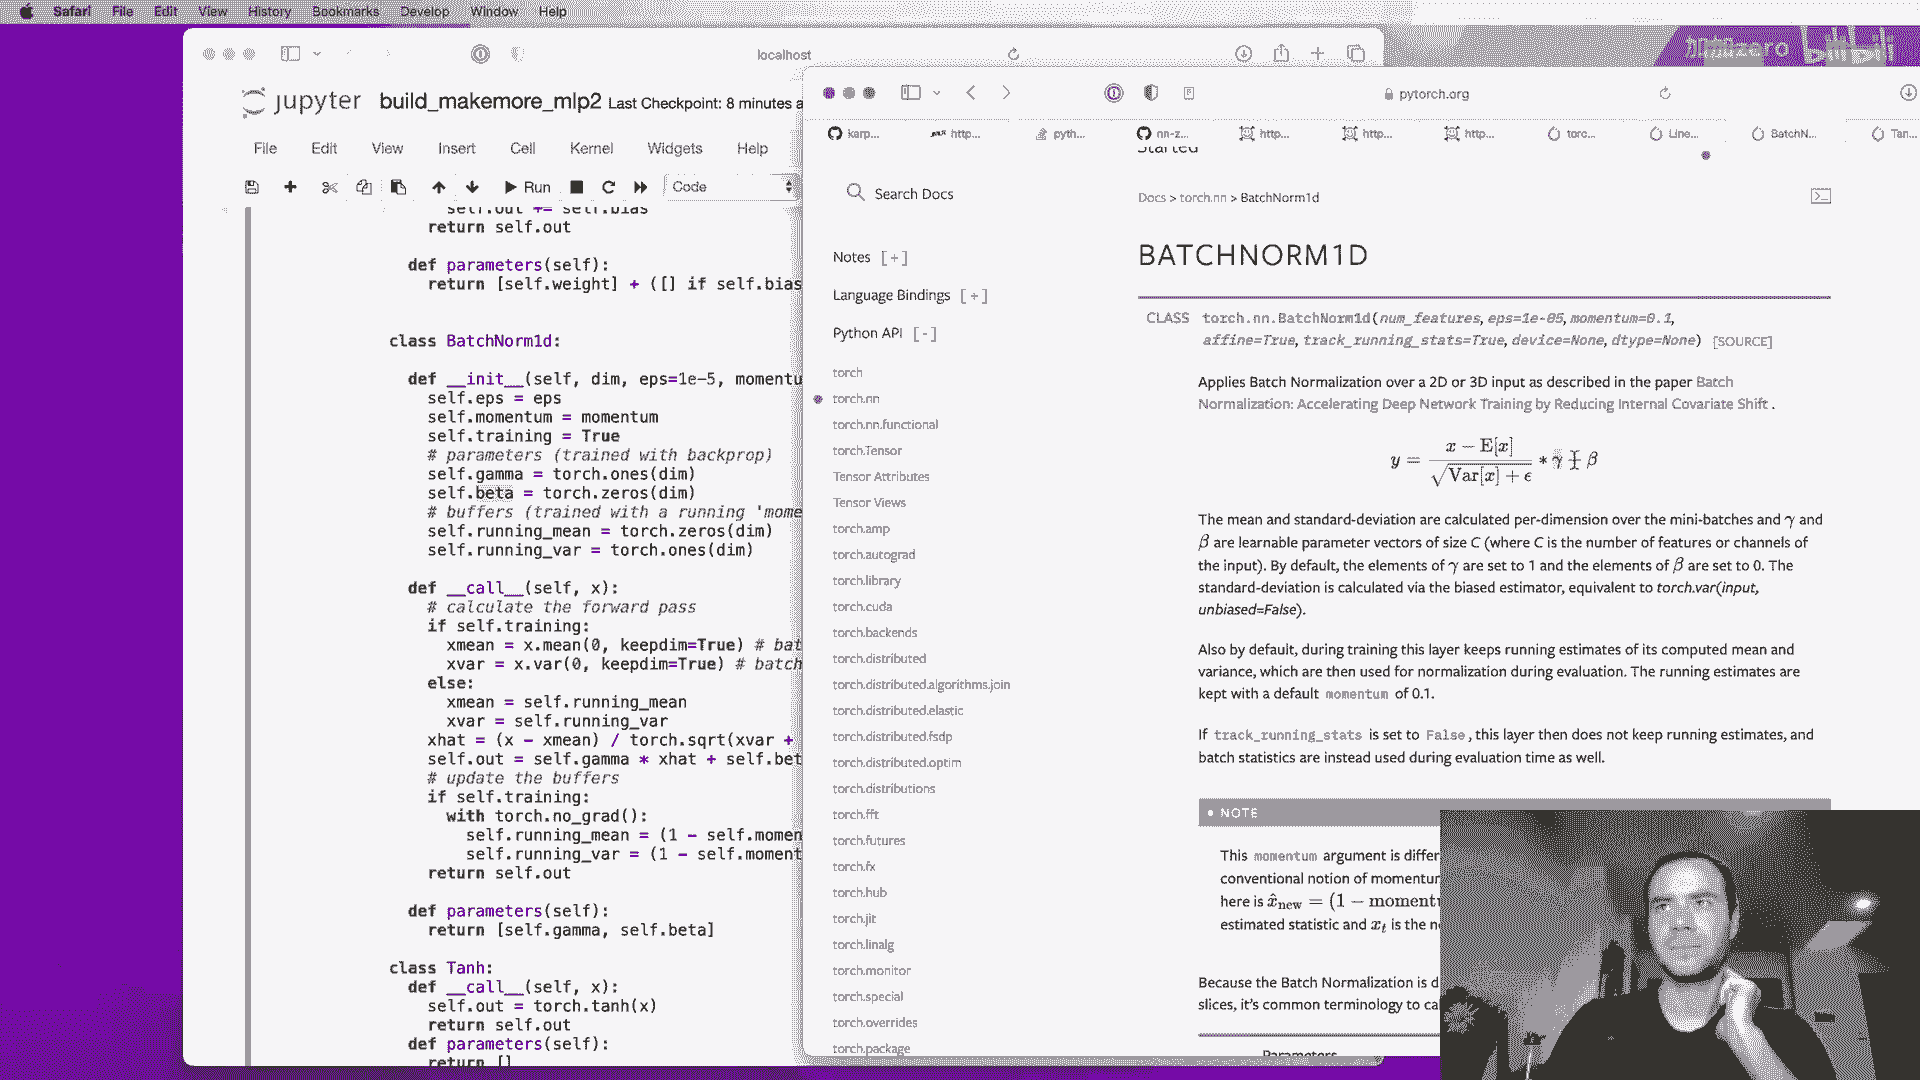 Safari File Edit View History Bookmarks Develop Window Help
localhost
jupyter build_makemore_mlp2 Last Checkpoint: 8 minutes a
File Edit View Insert Cell Kernel Widgets Help
Run Code
self.out += self.bias
return self.out
def parameters(self):
return [self.weight] + ([] if self.bias
class BatchNorm1d:
def __init__(self, dim, eps=1e-5, momentu
self.eps = eps
self.momentum = momentum
self.training = True
# parameters (trained with backprop)
self.gamma = torch.ones(dim)
self.beta = torch.zeros(dim)
# buffers (trained with a running 'mome
self.running_mean = torch.zeros(dim)
self.running_var = torch.ones(dim)
def __call__(self, x):
# calculate the forward pass
if self.training:
xmean = x.mean(0, keepdim=True) # bat
xvar = x.var(0, keepdim=True) # batch
else:
xmean = self.running_mean
xvar = self.running_var
xhat = (x - xmean) / torch.sqrt(xvar +
self.out = self.gamma * xhat + self.bet
# update the buffers
if self.training:
with torch.no_grad():
self.running_mean = (1 - self.momen
self.running_var = (1 - self.moment
return self.out
def parameters(self):
return [self.gamma, self.beta]
class Tanh:
def __call__(self, x):
self.out = torch.tanh(x)
return self.out
def parameters(self):
return []
pytorch.org
karp... http... pyth... nn-z... http... http... http... torc... Line... BatchN... Tan...
Started
Search Docs
Notes [+]
Language Bindings [+]
Python API [-]
torch
torch.nn
torch.nn.functional
torch.Tensor
Tensor Attributes
Tensor Views
torch.amp
torch.autograd
torch.library
torch.cuda
torch.backends
torch.distributed
torch.distributed.algorithms.join
torch.distributed.elastic
torch.distributed.fsdp
torch.distributed.optim
torch.distributions
torch.fft
torch.futures
torch.fx
torch.hub
torch.jit
torch.linalg
torch.monitor
torch.special
torch.overrides
torch.package
Docs > torch.nn > BatchNorm1d
BATCHNORM1D
CLASS torch.nn.BatchNorm1d(num_features, eps=1e-05, momentum=0.1,
affine=True, track_running_stats=True, device=None, dtype=None) [SOURCE]
Applies Batch Normalization over a 2D or 3D input as described in the paper Batch
Normalization: Accelerating Deep Network Training by Reducing Internal Covariate Shift .
y = x − E[x] / √Var[x] + ϵ * γ + β
The mean and standard-deviation are calculated per-dimension over the mini-batches and γ and
β are learnable parameter vectors of size C (where C is the number of features or channels of
the input). By default, the elements of γ are set to 1 and the elements of β are set to 0. The
standard-deviation is calculated via the biased estimator, equivalent to torch.var(input,
unbiased=False).
Also by default, during training this layer keeps running estimates of its computed mean and
variance, which are then used for normalization during evaluation. The running estimates are
kept with a default momentum of 0.1.
If track_running_stats is set to False, this layer then does not keep running estimates, and
batch statistics are instead used during evaluation time as well.
NOTE
This momentum argument is differ
conventional notion of momentum
here is x̂new = (1 − moment
estimated statistic and xt is the n
Because the Batch Normalization is d
slices, it's common terminology to ca
Parameters
zero bilibili